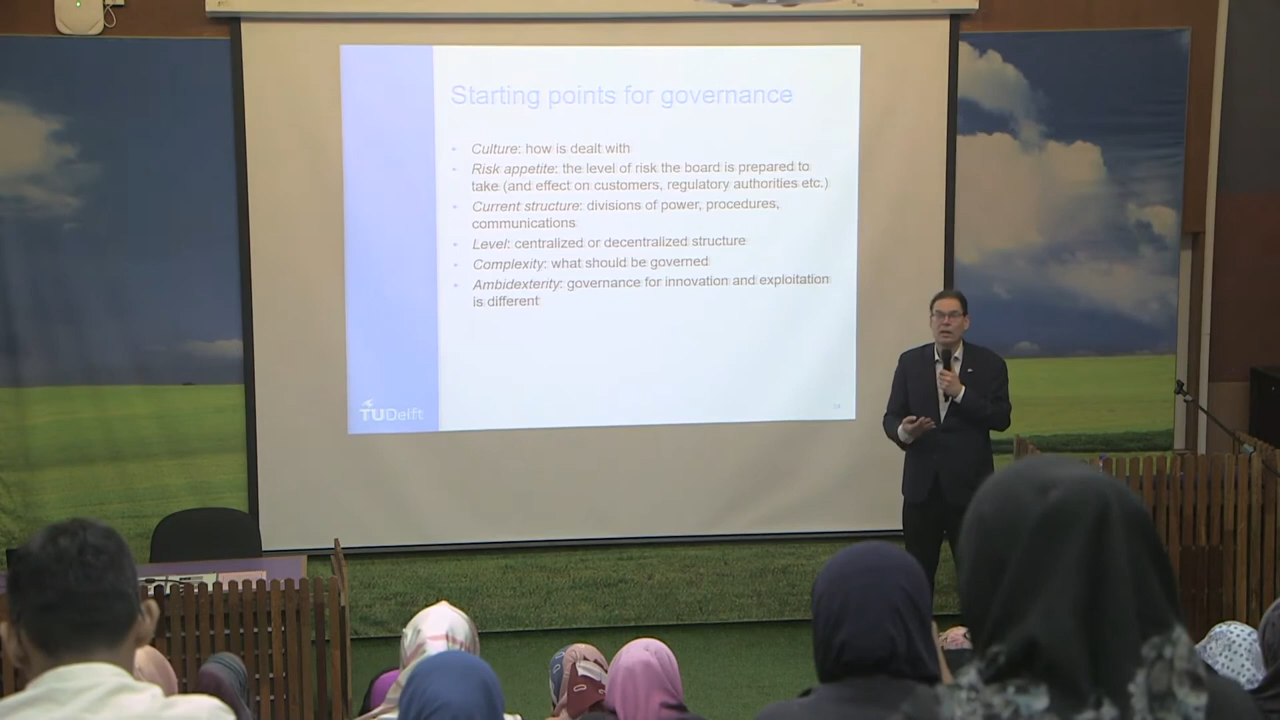 Starting points for governance
- Culture: how is dealt with
- Risk appetite: the level of risk the board is prepared to
take (and effect on customers, regulatory authorities etc.)
- Current structure: divisions of power, procedures,
communications
- Level: centralized or decentralized structure
- Complexity: what should be governed
- Ambidexterity: governance for innovation and exploitation
is different
TUDelft